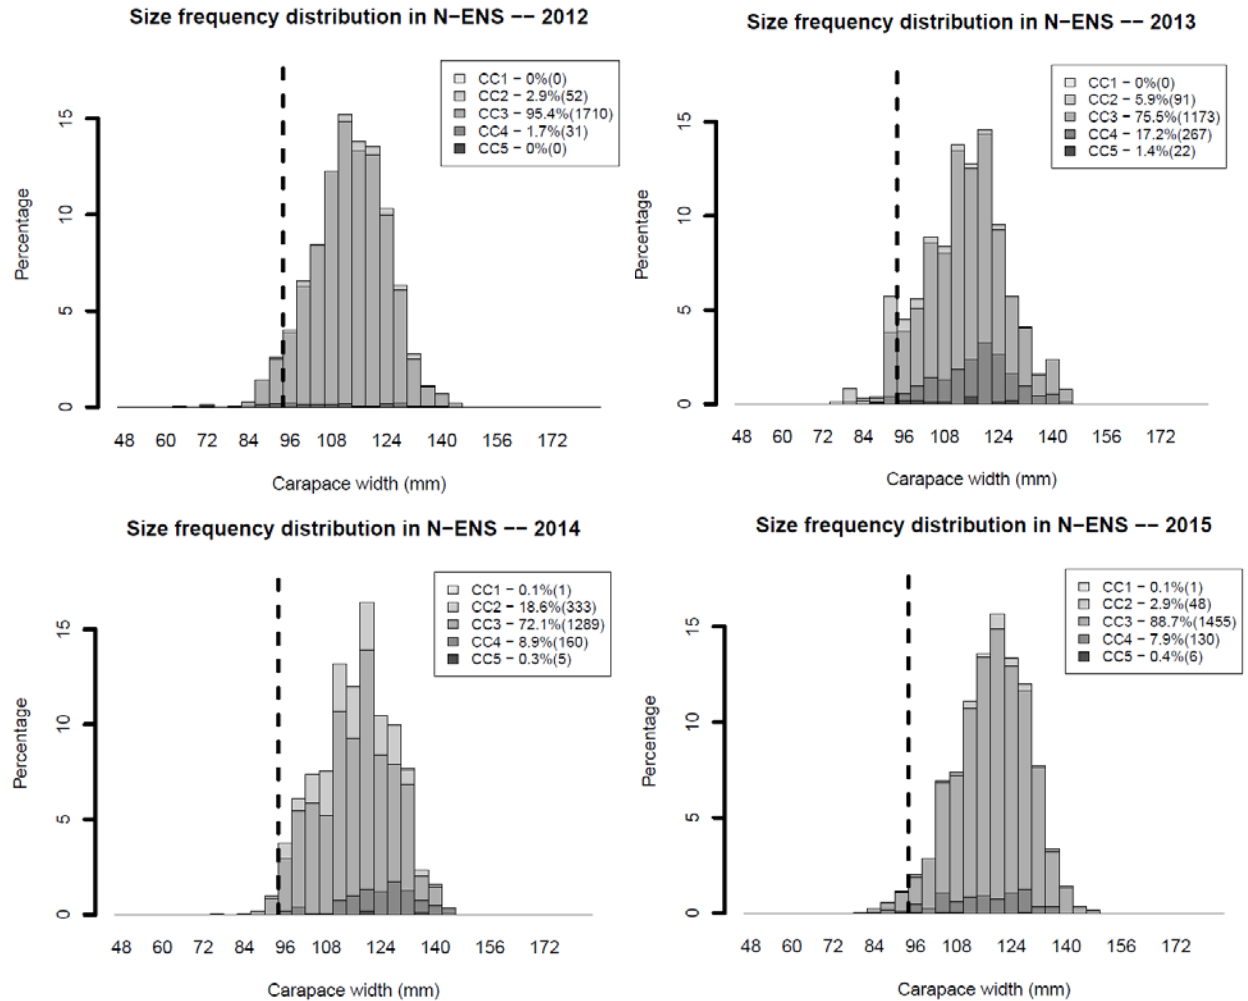 Size frequency distribution in N−ENS −− 2012
CC1 − 0%(0)
CC2 − 2.9%(52)
CC3 − 95.4%(1710)
CC4 − 1.7%(31)
CC5 − 0%(0)
Percentage
0 5 10 15
48 60 72 84 96 108 124 140 156 172
Carapace width (mm)
Size frequency distribution in N−ENS −− 2013
CC1 − 0%(0)
CC2 − 5.9%(91)
CC3 − 75.5%(1173)
CC4 − 17.2%(267)
CC5 − 1.4%(22)
Percentage
0 5 10 15
48 60 72 84 96 108 124 140 156 172
Carapace width (mm)
Size frequency distribution in N−ENS −− 2014
CC1 − 0.1%(1)
CC2 − 18.6%(333)
CC3 − 72.1%(1289)
CC4 − 8.9%(160)
CC5 − 0.3%(5)
Percentage
0 5 10 15
48 60 72 84 96 108 124 140 156 172
Carapace width (mm)
Size frequency distribution in N−ENS −− 2015
CC1 − 0.1%(1)
CC2 − 2.9%(48)
CC3 − 88.7%(1455)
CC4 − 7.9%(130)
CC5 − 0.4%(6)
Percentage
0 5 10 15
48 60 72 84 96 108 124 140 156 172
Carapace width (mm)